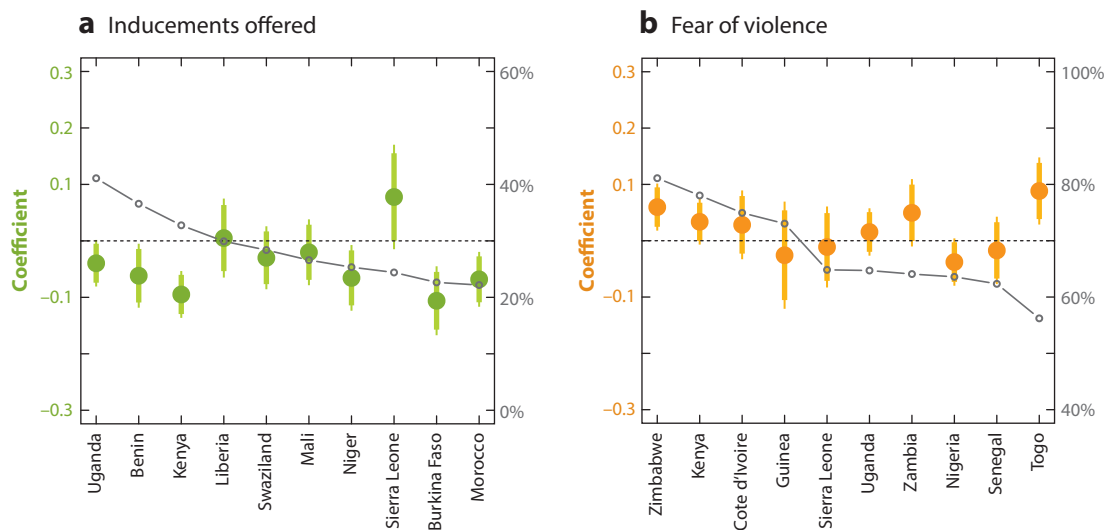 a Inducements offered
0.3
0.2
0.1
–0.1
–0.3
Coefficient
60%
40%
20%
0%
Uganda
Benin
Kenya
Liberia
Swaziland
Mali
Niger
Sierra Leone
Burkina Faso
Morocco
b Fear of violence
0.3
0.2
0.1
–0.1
–0.3
Coefficient
100%
80%
60%
40%
Zimbabwe
Kenya
Cote d'Ivoire
Guinea
Sierra Leone
Uganda
Zambia
Nigeria
Senegal
Togo